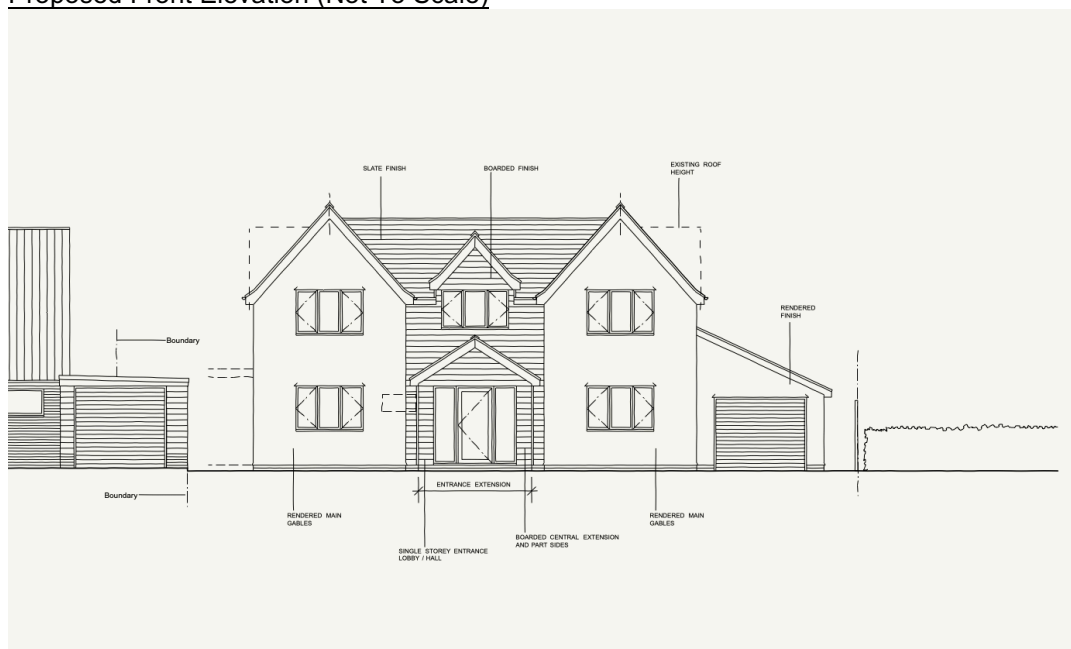 Proposed Front Elevation (Not To Scale)
SLATE FINISH
BOARDED FINISH
EXISTING ROOF
HEIGHT
RENDERED
FINISH
Boundary
Boundary
ENTRANCE EXTENSION
RENDERED MAIN
GABLES
SINGLE STOREY ENTRANCE
LOBBY / HALL
BOARDED CENTRAL EXTENSION
AND PART SIDES
RENDERED MAIN
GABLES